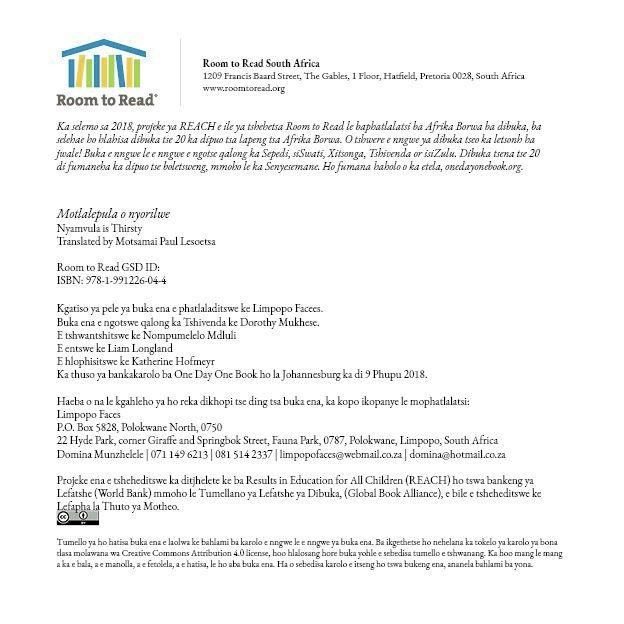 Room to Read®
Room to Read South Africa
1209 Francis Baard Street, The Gables, 1 Floor, Hatfield, Pretoria 0028, South Africa
www.roomtoread.org
Ka selemo sa 2018, projeke ya REACH e ile ya tshehetsa Room to Read le baphatlalatsi ba Afrika Borwa ba dibuka, ba
selehae ho hlahisa dibuka tse 20 ka dipuo tsa lapeng tsa Afrika Borwa. O tshwere e nngwe ya dibuka tseo ka letsoho ha
jwale! Buka e nngwe le e nngwe e ngotse qalong ka Sepedi, siSwati, Xitsonga, Tshivenda or isiZulu. Dibuka tsena tse 20
di fumaneha ka dipuo tse boletsweng, mmoho le ka Senyesemane. Ho fumana haholo o ka etela, onedayonebook.org.
Motlalepula o nyorilwe
Nyamvula is Thirsty
Translated by Motsamai Paul Lesoetsa
Room to Read GSD ID:
ISBN: 978-1-991226-04-4
Kgatiso ya pele ya buka ena e phatlaladitswe ke Limpopo Facees.
Buka ena e ngotswe qalong ka Tshivenda ke Dorothy Mukhese.
E tshwantshitswe ke Nompumelelo Mdluli
E entswe ke Liam Longland
E hlophisitswe ke Katherine Hofmeyr
Ka thuso ya bankakarolo ba One Day One Book ho la Johannesburg ka di 9 Phupu 2018.
Haeba o na le kgahleho ya ho reka dikhopi tse ding tsa buka ena, ka kopo ikopanye le mophatlalatsi:
Limpopo Faces
P.O. Box 5828, Polokwane North, 0750
22 Hyde Park, corner Giraffe and Springbok Street, Fauna Park, 0787, Polokwane, Limpopo, South Africa
Domina Munzhelele | 071 149 6213 | 081 514 2337 | limpopofaces@webmail.co.za | domina@hotmail.co.za
Projeke ena e tsheheditswe ka ditjhelete ke ba Results in Education for All Children (REACH) ho tswa bankeng ya
Lefatshe (World Bank) mmoho le Tumellano ya Lefatshe ya Dibuka, (Global Book Alliance), e bile e tsheheditswe ke
Lefapha la Thuto ya Motheo.
Tumello ya ho hatisa buka ena e laolwa ke bahlami ba karolo e nngwe le e nngwe ya buka ena. Ba ikgethetse ho nehelana ka tokelo ya karolo ya bona
tlasa molawana wa Creative Commons Attribution 4.0 license, hoo hlalosang hore buka yohle e sebedisa tumello e tshwanang. Ka hoo mang le mang
a ka e bala, a e manolla, a e fetolela, a e hatisa, le ho aba buka ena. Ha o sebedisa karolo e itseng ho tswa bukeng ena, ananela bahlami ba yona.